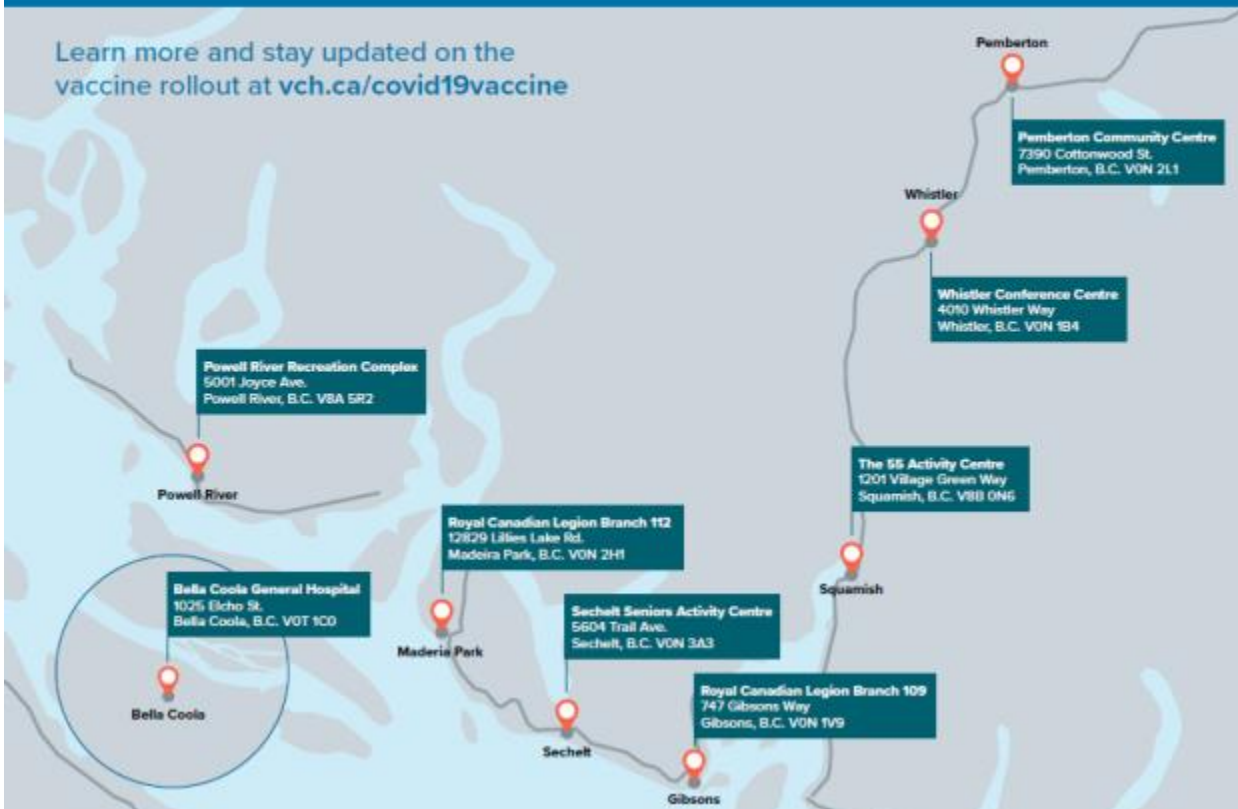 Learn more and stay updated on the
vaccine rollout at vch.ca/covid19vaccine
Pemberton
Pemberton Community Centre
7390 Cottonwood St.
Pemberton, B.C. V0N 2L1
Whistler
Whistler Conference Centre
4010 Whistler Way
Whistler, B.C. V0N 1B4
Powell River Recreation Complex
5001 Joyce Ave.
Powell River, B.C. V8A 5R2
Powell River
The 55 Activity Centre
1201 Village Green Way
Squamish, B.C. V8B 0N6
Squamish
Royal Canadian Legion Branch 112
12829 Lillies Lake Rd.
Madeira Park, B.C. V0N 2H1
Maderia Park
Bella Coola General Hospital
1025 Elcho St.
Bella Coola, B.C. V0T 1C0
Bella Coola
Sechelt Seniors Activity Centre
5604 Trail Ave.
Sechelt, B.C. V0N 3A3
Sechelt
Royal Canadian Legion Branch 109
747 Gibsons Way
Gibsons, B.C. V0N 1V9
Gibsons